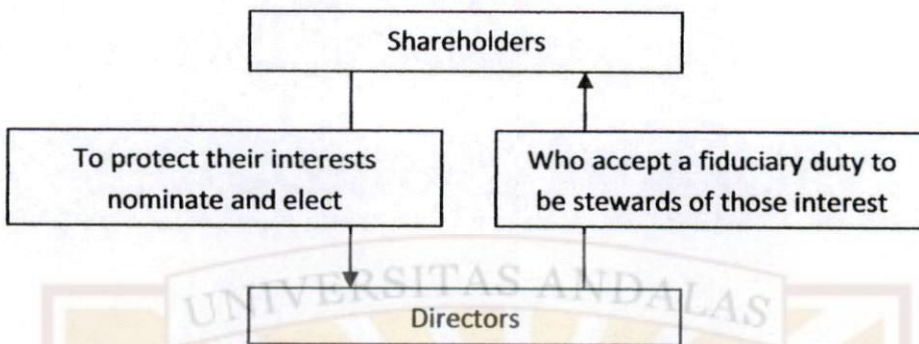 Shareholders
To protect their interests
nominate and elect
Who accept a fiduciary duty to
be stewards of those interest
UNIVERSITAS ANDALAS
Directors